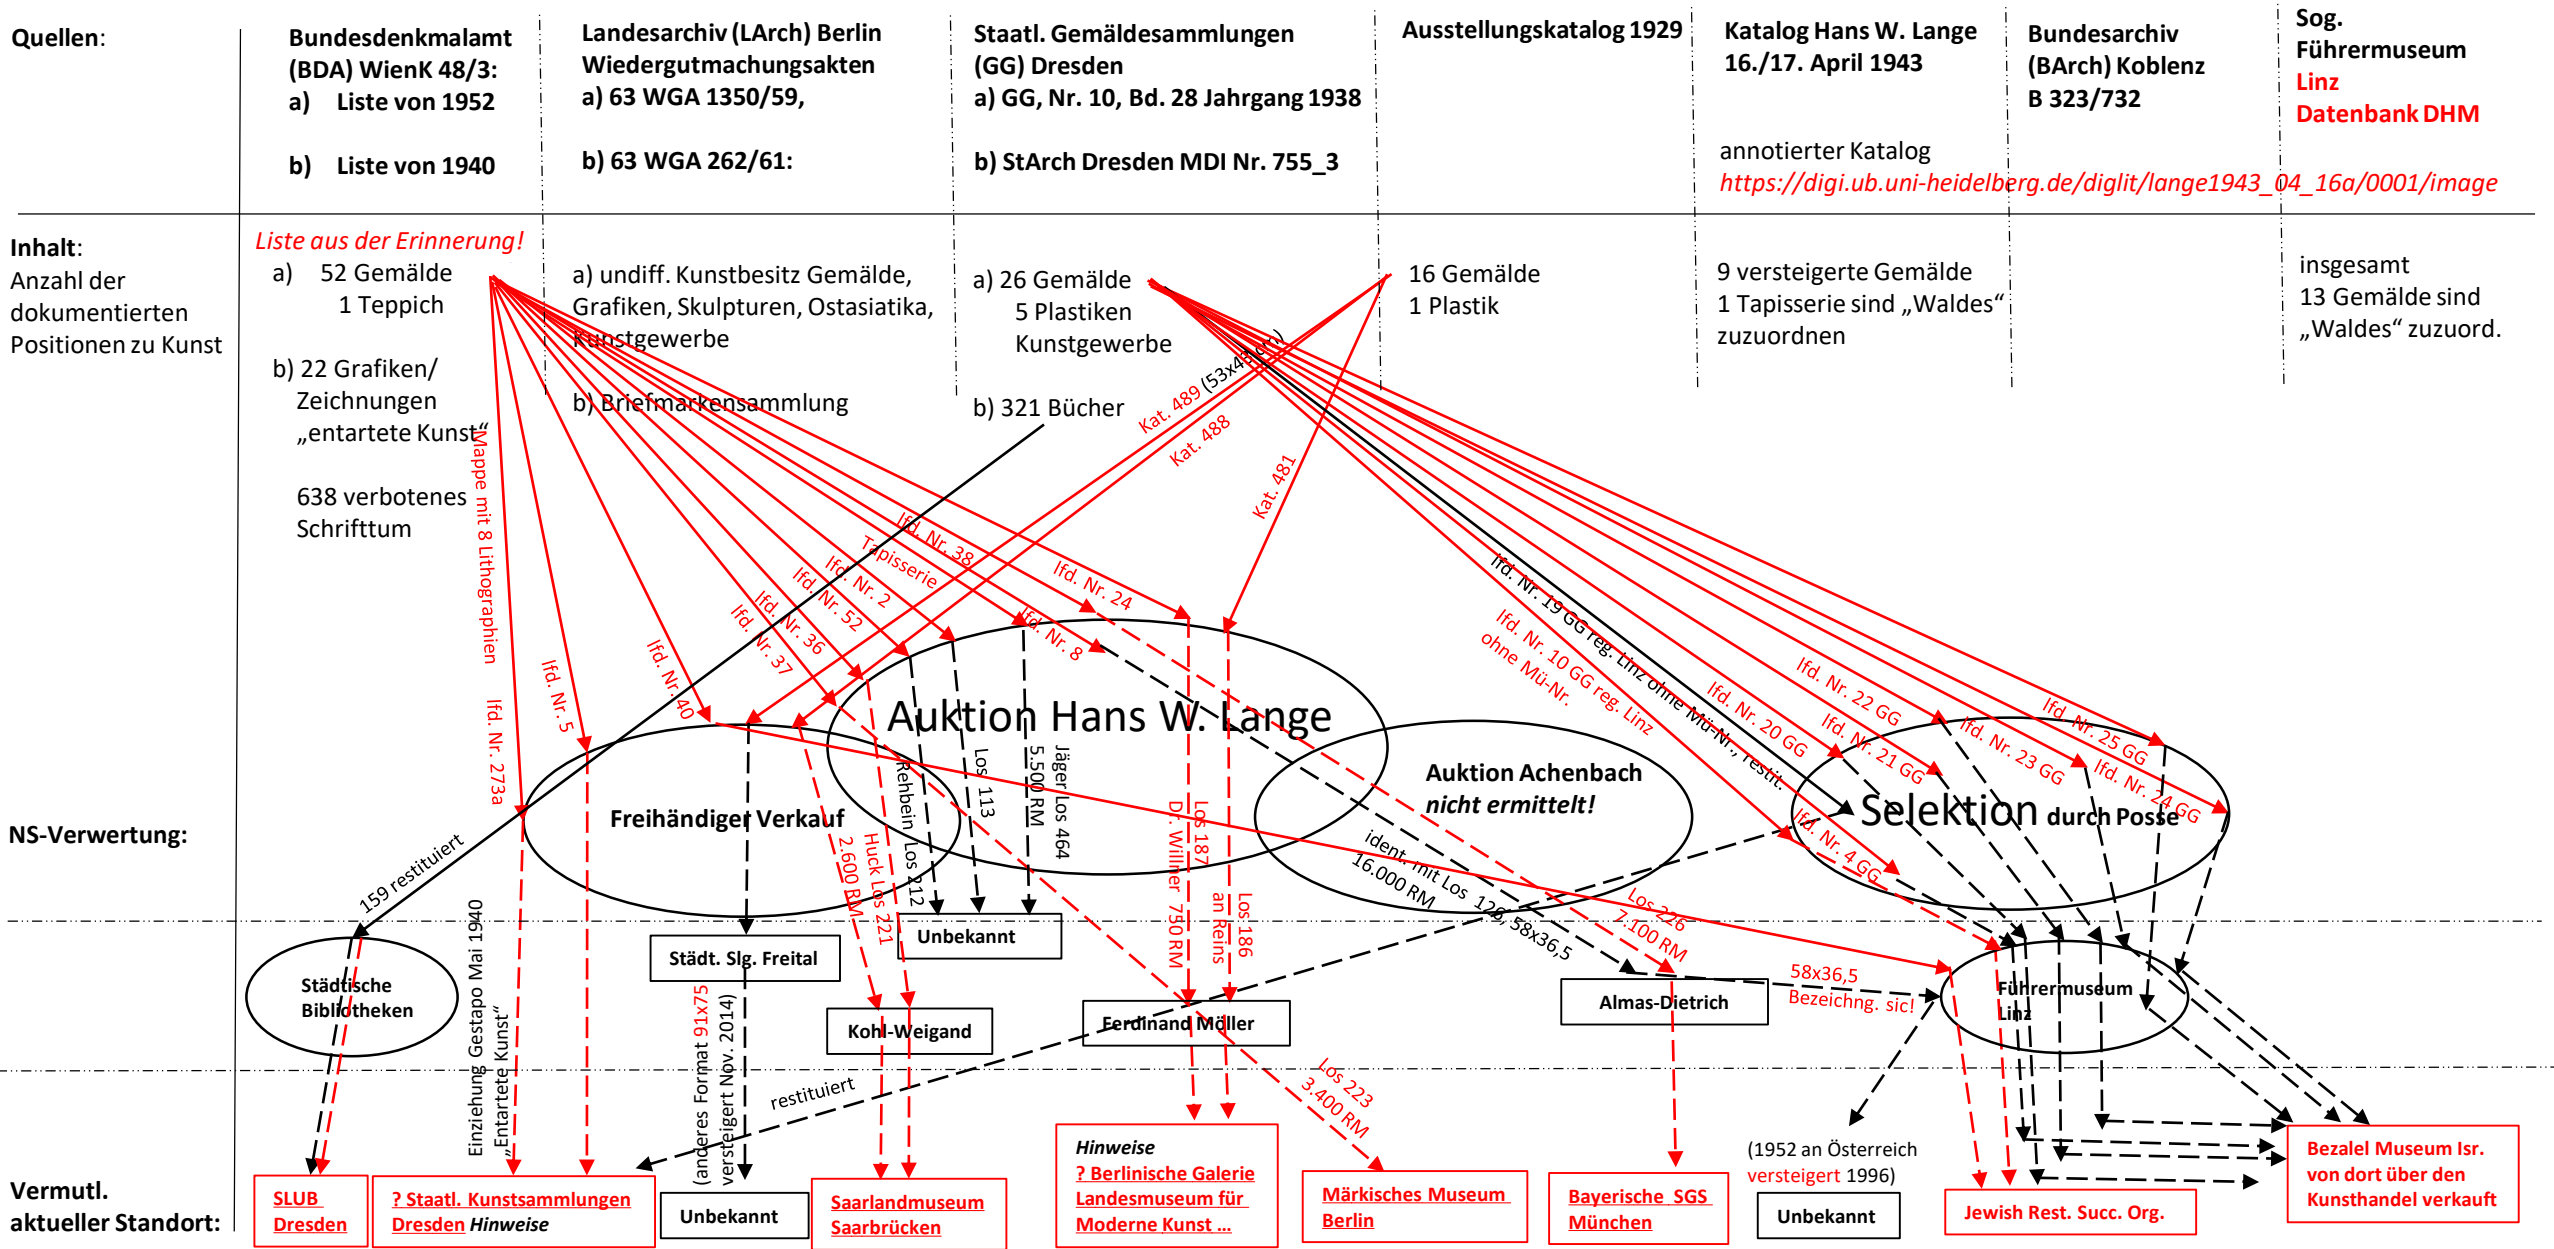 Quellen:
Bundesdenkmalamt
(BDA) WienK 48/3:
a) Liste von 1952
b) Liste von 1940
Landesarchiv (LArch) Berlin
Wiedergutmachungsakten
a) 63 WGA 1350/59,
b) 63 WGA 262/61:
Staatl. Gemäldesammlungen
(GG) Dresden
a) GG, Nr. 10, Bd. 28 Jahrgang 1938
b) StArch Dresden MDI Nr. 755_3
Ausstellungskatalog 1929
Katalog Hans W. Lange
16./17. April 1943
annotierter Katalog
https://digi.ub.uni-heidelberg.de/diglit/lange1943_04_16a/0001/image
Bundesarchiv
(BArch) Koblenz
B 323/732
Sog.
Führermuseum
Linz
Datenbank DHM
Inhalt:
Anzahl der
dokumentierten
Positionen zu Kunst
Liste aus der Erinnerung!
a) 52 Gemälde
1 Teppich
b) 22 Grafiken/
Zeichnungen
„entartete Kunst“
638 verbotenes
Schrifttum
a) undiff. Kunstbesitz Gemälde,
Grafiken, Skulpturen, Ostasiatika,
Kunstgewerbe
b) Briefmarkensammlung
a) 26 Gemälde
5 Plastiken
Kunstgewerbe
b) 321 Bücher
16 Gemälde
1 Plastik
9 versteigerte Gemälde
1 Tapisserie sind „Waldes“
zuzuordnen
insgesamt
13 Gemälde sind
„Waldes“ zuzuord.
Kat. 489 (53x43 cm)
Kat. 488
Kat. 481
Mappe mit 8 Lithographien lfd. Nr. 273a
lfd. Nr. 5
lfd. Nr. 40
lfd. Nr. 37
lfd. Nr. 36
lfd. Nr. 52
lfd. Nr. 2
Tapisserie
lfd. Nr. 38
lfd. Nr. 8
lfd. Nr. 24
lfd. Nr. 10 GG reg. Linz
ohne Mü-Nr.
lfd. Nr. 19 GG reg. Linz ohne Mü-Nr., restit.
lfd. Nr. 20 GG
lfd. Nr. 21 GG
lfd. Nr. 22 GG
lfd. Nr. 23 GG
lfd. Nr. 25 GG
lfd. Nr. 24 GG
lfd. Nr. 4 GG
NS-Verwertung:
Freihändiger Verkauf
Auktion Hans W. Lange
Auktion Achenbach
nicht ermittelt!
Selektion durch Posse
159 restituiert
2.600 RM
Huck Los 221
Rehbein Los 212
Los 113
Jäger Los 464
5.500 RM
Los 187
Dr. Willner 750 RM
Los 186
an Reins
ident. mit Los 126, 58x36,5
16.000 RM
Los 226
7.100 RM
58x36,5
Bezeichng. sic!
Städtische
Bibliotheken
Einziehung Gestapo Mai 1940
„Entartete Kunst“
Städt. Slg. Freital
(anderes Format 91x75
versteigert Nov. 2014)
Unbekannt
Kohl-Weigand
Ferdinand Möller
Almas-Dietrich
Führermuseum
Linz
restituiert
Los 223
3.400 RM
(1952 an Österreich
versteigert 1996)
Vermutl.
aktueller Standort:
SLUB
Dresden
? Staatl. Kunstsammlungen
Dresden Hinweise
Unbekannt
Saarlandmuseum
Saarbrücken
Hinweise
? Berlinische Galerie
Landesmuseum für
Moderne Kunst ...
Märkisches Museum
Berlin
Bayerische SGS
München
Unbekannt
Jewish Rest. Succ. Org.
Bezalel Museum Isr.
von dort über den
Kunsthandel verkauft